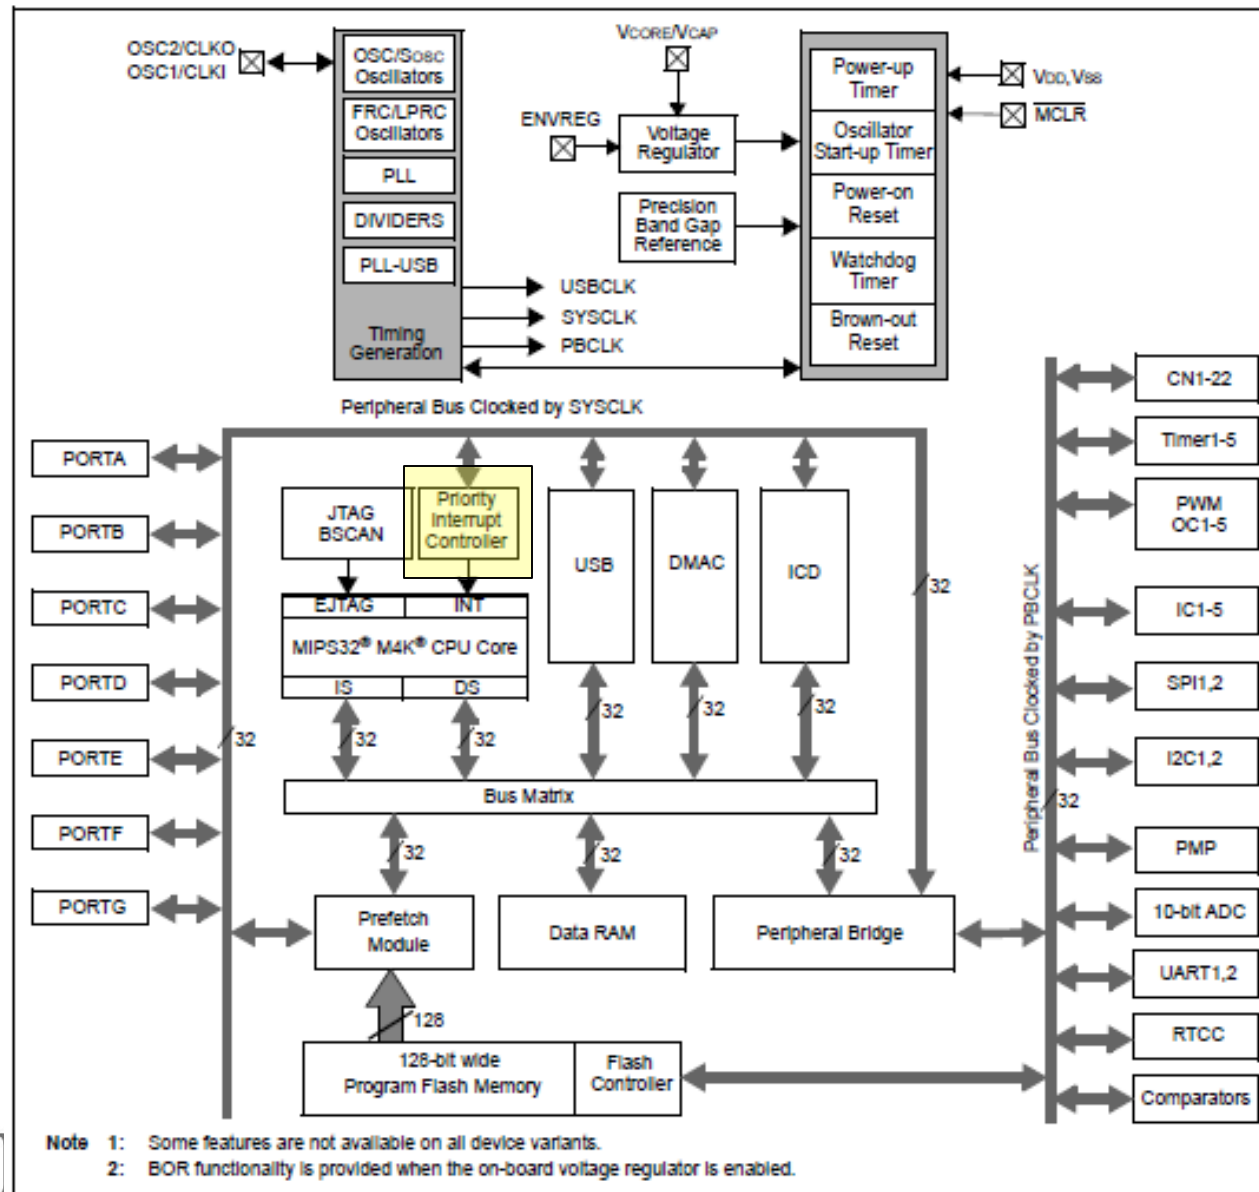 OSC2/CLKO
OSC1/CLKI
OSC/SOSC
Oscillators
FRC/LPRC
Oscillators
PLL
DIVIDERS
PLL-USB
Timing
Generation
USBCLK
SYSCLK
PBCLK
VCORE/VCAP
ENVREG
Voltage
Regulator
Precision
Band Gap
Reference
Power-up
Timer
Oscillator
Start-up Timer
Power-on
Reset
Watchdog
Timer
Brown-out
Reset
VDD, VSS
MCLR
Peripheral Bus Clocked by SYSCLK
PORTA
PORTB
PORTC
PORTD
PORTE
PORTF
PORTG
32
JTAG
BSCAN
Priority
Interrupt
Controller
EJTAG
INT
MIPS32® M4K® CPU Core
IS
DS
USB
DMAC
ICD
32
32
32
32
32
32
Bus Matrix
32
32
32
Prefetch
Module
Data RAM
Peripheral Bridge
128
128-bit wide
Program Flash Memory
Flash
Controller
Peripheral Bus Clocked by PBCLK
32
CN1-22
Timer1-5
PWM
OC1-5
IC1-5
SPI1,2
I2C1,2
PMP
10-bit ADC
UART1,2
RTCC
Comparators
Note 1: Some features are not available on all device variants.
2: BOR functionality is provided when the on-board voltage regulator is enabled.